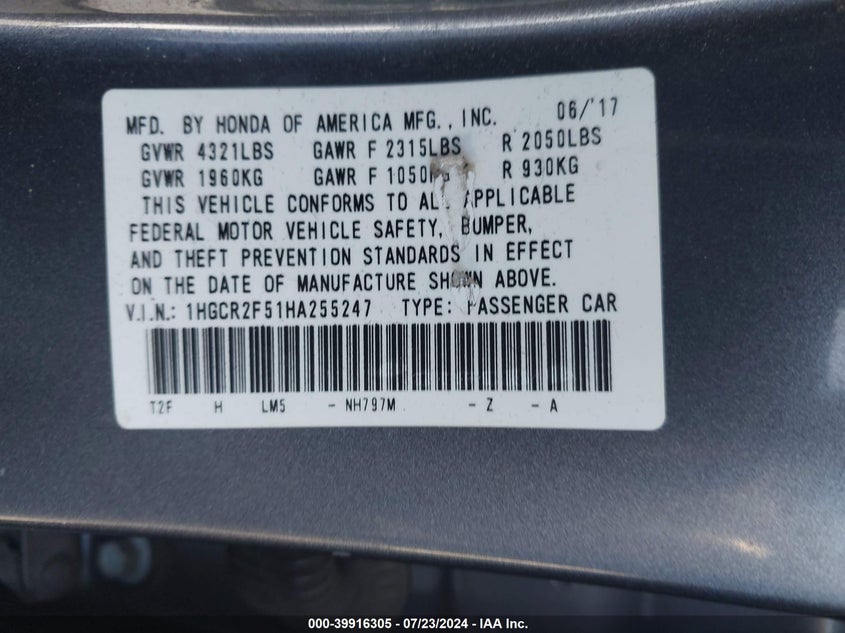 MFD. BY HONDA OF AMERICA MFG., INC. 06/'17
GVWR 4321LBS GAWR F 2315LBS R 2050LBS
GVWR 1960KG GAWR F 1050KG R 930KG
THIS VEHICLE CONFORMS TO ALL APPLICABLE
FEDERAL MOTOR VEHICLE SAFETY, BUMPER,
AND THEFT PREVENTION STANDARDS IN EFFECT
ON THE DATE OF MANUFACTURE SHOWN ABOVE.
V.I.N.: 1HGCR2F51HA255247 TYPE: PASSENGER CAR
T2F H LM5 - NH797M - Z - A
000-39916305 - 07/23/2024 - IAA Inc.